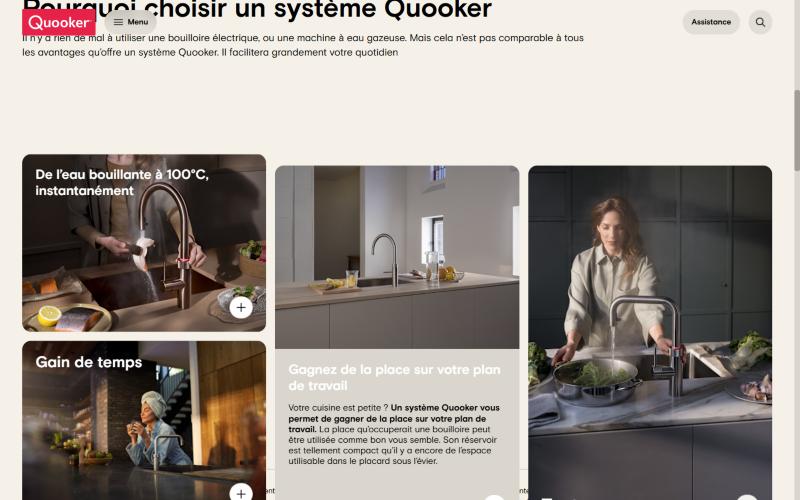 Pourquoi choisir un système Quooker
Quooker
Menu
Assistance
Il n'y a rien de mal à utiliser une bouilloire électrique, ou une machine à eau gazeuse. Mais cela n'est pas comparable à tous
les avantages qu'offre un système Quooker. Il facilitera grandement votre quotidien
De l'eau bouillante à 100°C,
instantanément
Gain de temps
Gagnez de la place sur votre plan
de travail
Votre cuisine est petite ? Un système Quooker vous
permet de gagner de la place sur votre plan de
travail. La place qu'occuperait une bouilloire peut
être utilisée comme bon vous semble. Son réservoir
est tellement compact qu'il y a encore de l'espace
utilisable dans le placard sous l'évier.